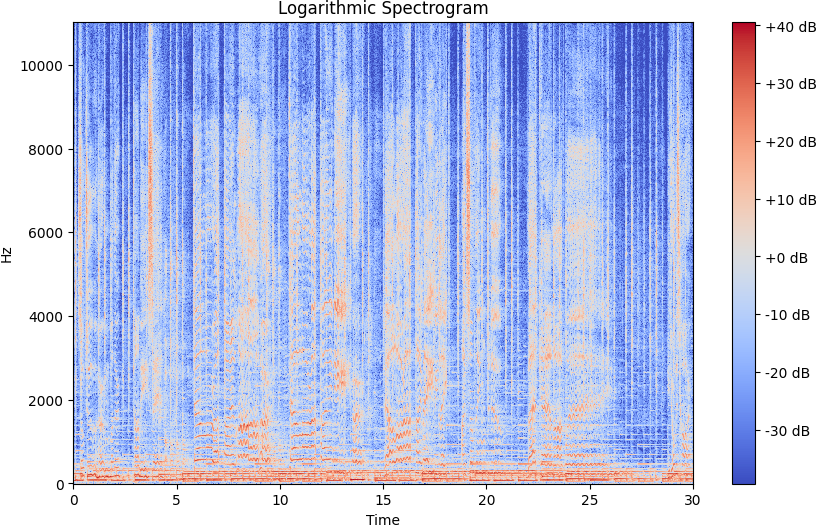 Logarithmic Spectrogram
Hz
10000
8000
6000
4000
2000
0
0 5 10 15 20 25 30
Time
+40 dB
+30 dB
+20 dB
+10 dB
+0 dB
-10 dB
-20 dB
-30 dB